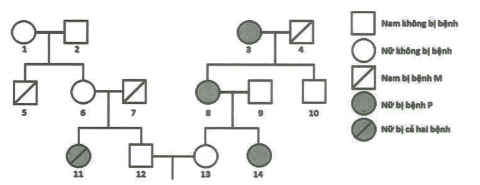 1 2 3 4
5 6 7 8 9 10
11 12 13 14
Nam không bị bệnh
Nữ không bị bệnh
Nam bị bệnh M
Nữ bị bệnh P
Nữ bị cả hai bệnh